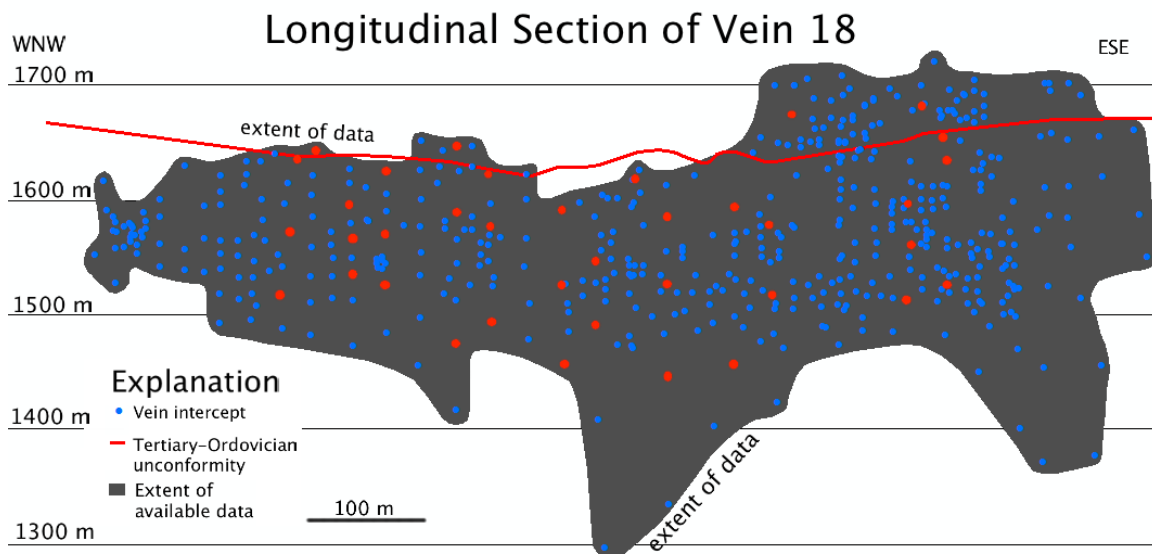 Longitudinal Section of Vein 18
WNW
ESE
1700 m
extent of data
1600 m
1500 m
Explanation
Vein intercept
Tertiary–Ordovician
unconformity
Extent of
available data
1400 m
100 m
extent of data
1300 m